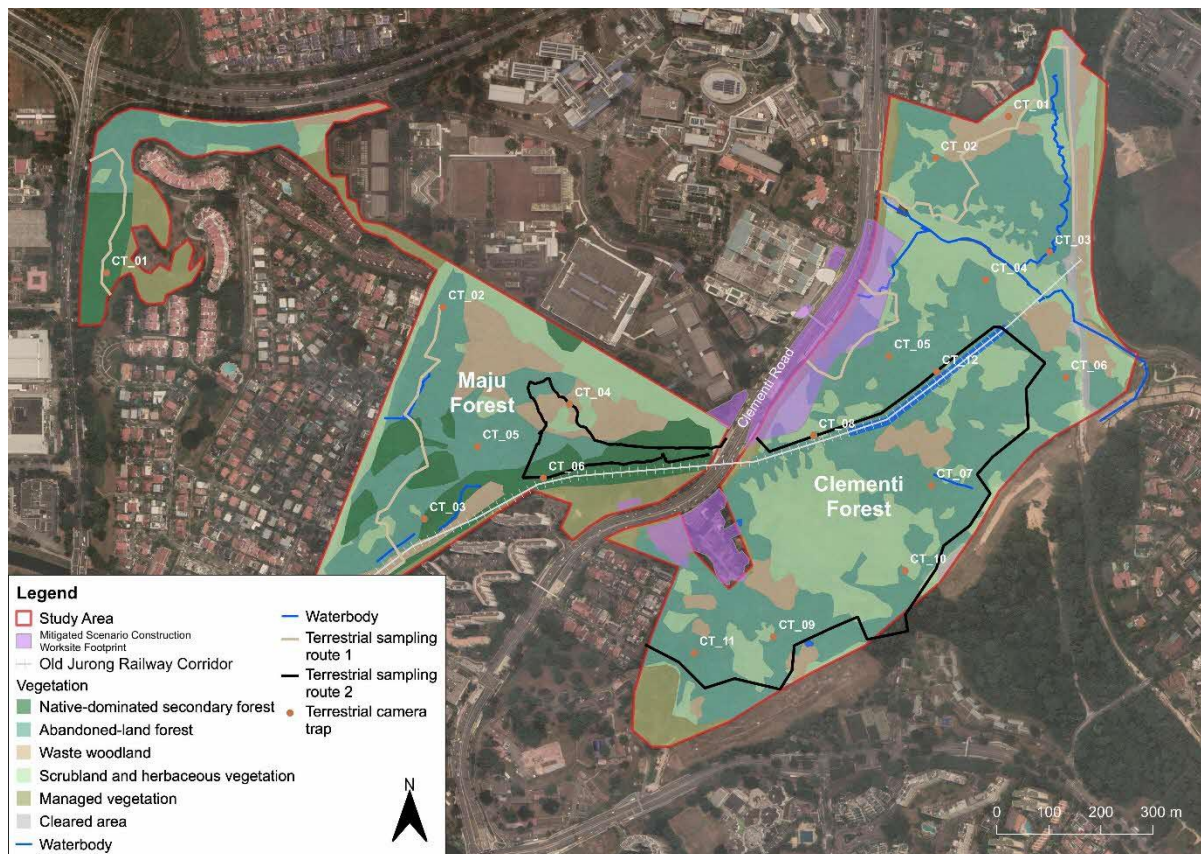 CT_01
CT_02
CT_03
CT_04
CT_01
CT_02
CT_05
CT_12
CT_06
Maju
Forest
CT_04
Clementi Road
CT_05
CT_08
CT_06
CT_07
Clementi
Forest
CT_03
CT_10
CT_09
CT_11
Legend
Study Area
Mitigated Scenario Construction
Worksite Footprint
Old Jurong Railway Corridor
Vegetation
Native-dominated secondary forest
Abandoned-land forest
Waste woodland
Scrubland and herbaceous vegetation
Managed vegetation
Cleared area
Waterbody
Waterbody
Terrestrial sampling
route 1
Terrestrial sampling
route 2
Terrestrial camera
trap
N
0 100 200 300 m